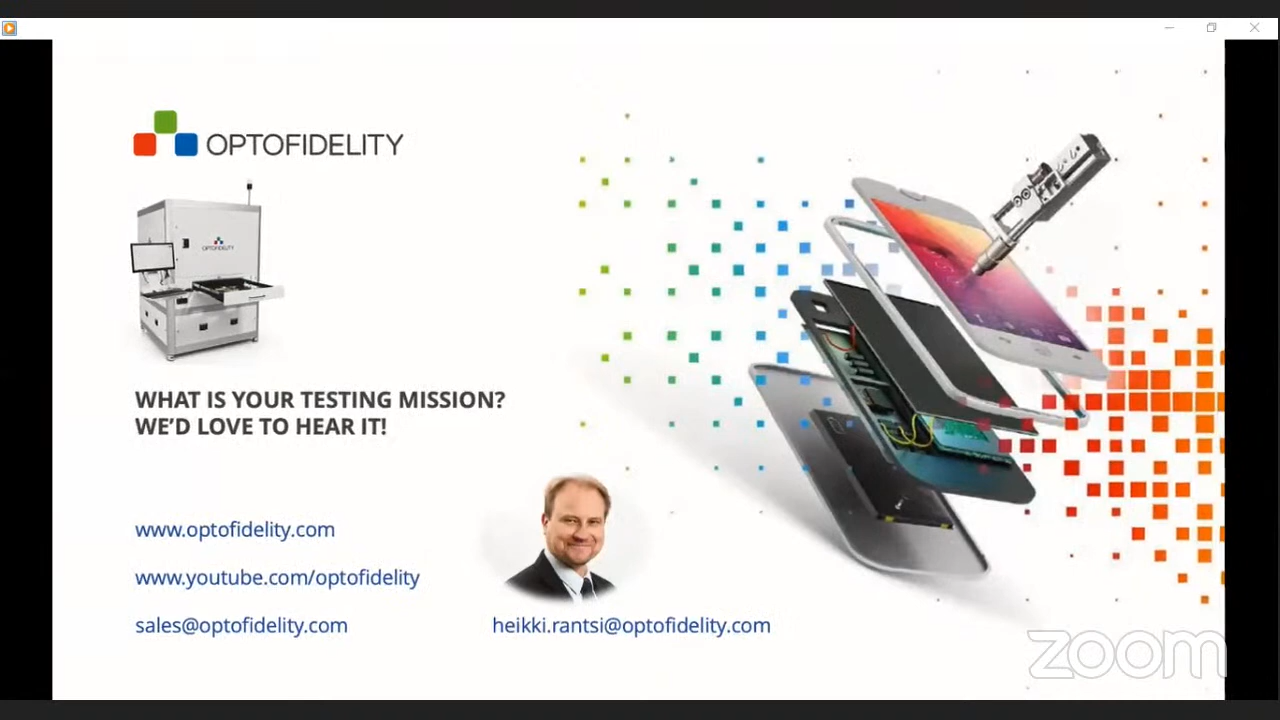 OPTOFIDELITY
OPTOFIDELITY
WHAT IS YOUR TESTING MISSION?
WE'D LOVE TO HEAR IT!
www.optofidelity.com
www.youtube.com/optofidelity
sales@optofidelity.com
heikki.rantsi@optofidelity.com
zoom